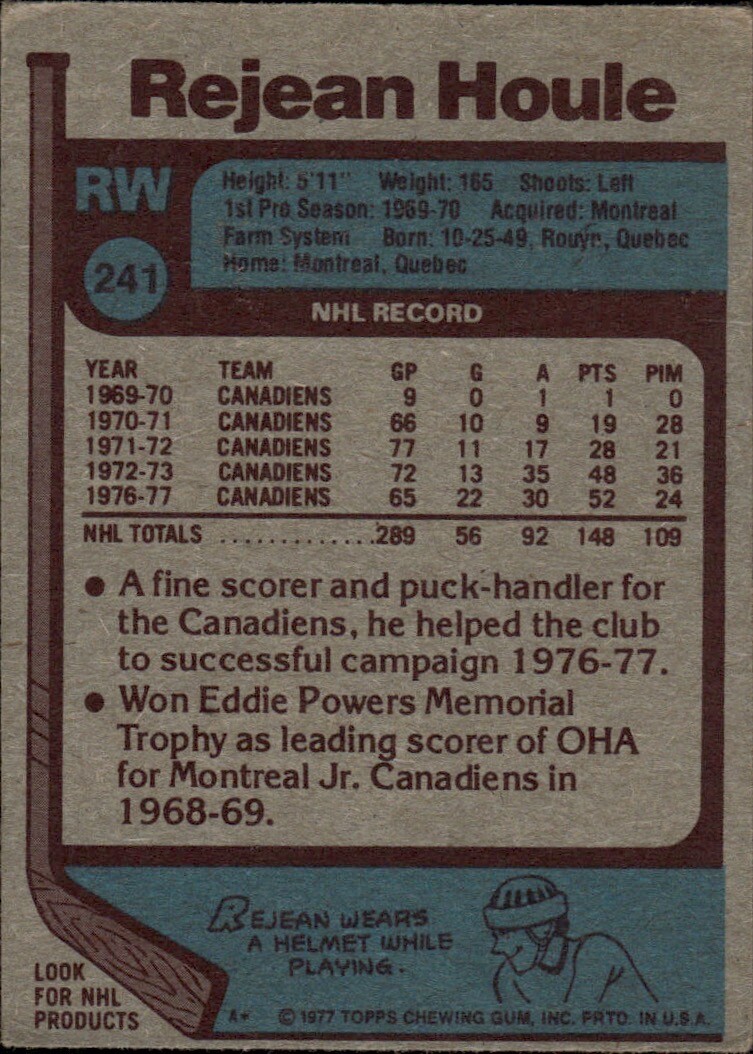 Rejean Houle
RW
241
Height: 5'11" Weight: 165 Shoots: Left
1st Pro Season: 1969-70 Acquired: Montreal
Farm System Born: 10-25-49, Rouyn, Quebec
Home: Montreal, Quebec
NHL RECORD
YEAR TEAM GP G A PTS PIM
1969-70 CANADIENS 9 0 1 1 0
1970-71 CANADIENS 66 10 9 19 28
1971-72 CANADIENS 77 11 17 28 21
1972-73 CANADIENS 72 13 35 48 36
1976-77 CANADIENS 65 22 30 52 24
NHL TOTALS .............289 56 92 148 109
● A fine scorer and puck-handler for
the Canadiens, he helped the club
to successful campaign 1976-77.
● Won Eddie Powers Memorial
Trophy as leading scorer of OHA
for Montreal Jr. Canadiens in
1968-69.
REJEAN WEARS
A HELMET WHILE
PLAYING.
LOOK
FOR NHL
PRODUCTS
A* © 1977 TOPPS CHEWING GUM, INC. PRTD. IN U.S.A.